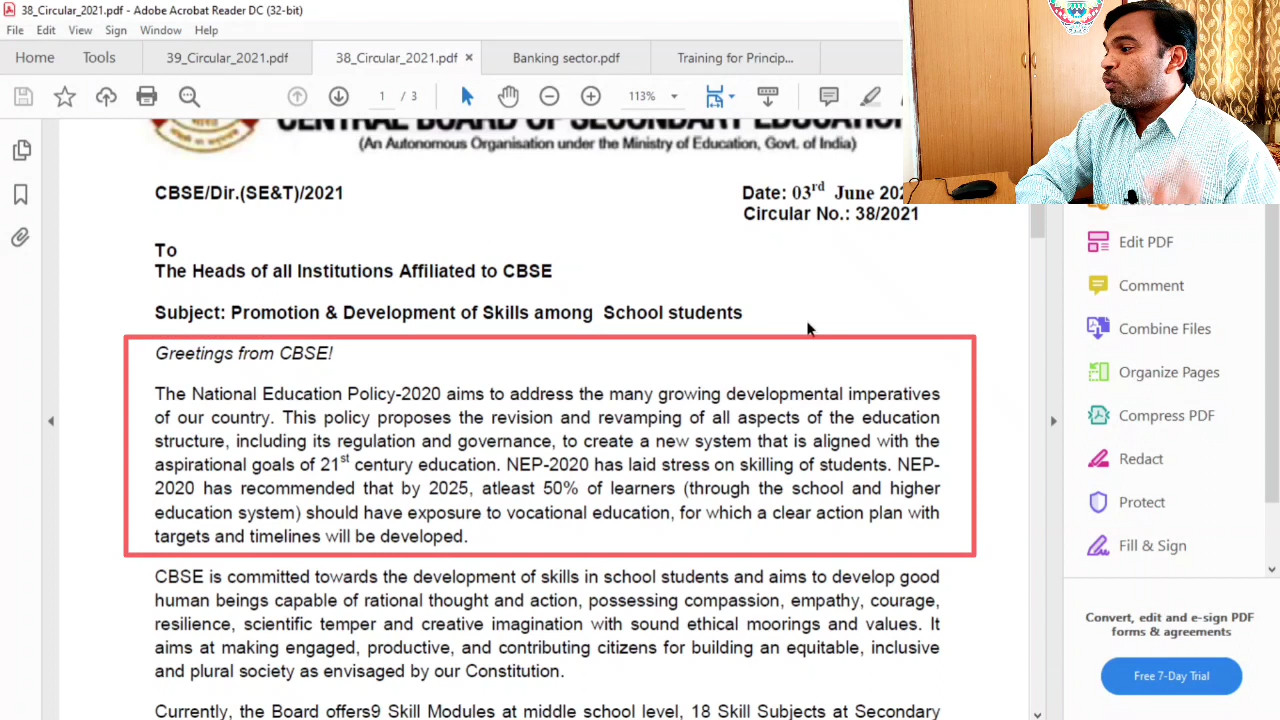 38_Circular_2021.pdf - Adobe Acrobat Reader DC (32-bit)
File Edit View Sign Window Help
Home Tools 39_Circular_2021.pdf 38_Circular_2021.pdf × Banking sector.pdf Training for Princip...
1 / 3 113%
CENTRAL BOARD OF SECONDARY EDUCATION
(An Autonomous Organisation under the Ministry of Education, Govt. of India)
CBSE/Dir.(SE&T)/2021
Date: 03rd June 202
Circular No.: 38/2021
To
The Heads of all Institutions Affiliated to CBSE
Subject: Promotion & Development of Skills among School students
Greetings from CBSE!
The National Education Policy-2020 aims to address the many growing developmental imperatives
of our country. This policy proposes the revision and revamping of all aspects of the education
structure, including its regulation and governance, to create a new system that is aligned with the
aspirational goals of 21st century education. NEP-2020 has laid stress on skilling of students. NEP-
2020 has recommended that by 2025, atleast 50% of learners (through the school and higher
education system) should have exposure to vocational education, for which a clear action plan with
targets and timelines will be developed.
CBSE is committed towards the development of skills in school students and aims to develop good
human beings capable of rational thought and action, possessing compassion, empathy, courage,
resilience, scientific temper and creative imagination with sound ethical moorings and values. It
aims at making engaged, productive, and contributing citizens for building an equitable, inclusive
and plural society as envisaged by our Constitution.
Currently, the Board offers9 Skill Modules at middle school level, 18 Skill Subjects at Secondary
Edit PDF
Comment
Combine Files
Organize Pages
Compress PDF
Redact
Protect
Fill & Sign
Convert, edit and e-sign PDF
forms & agreements
Free 7-Day Trial